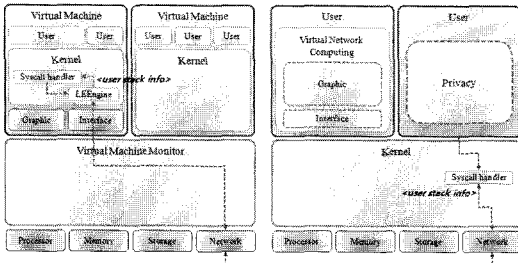 Virtual Machine
User
User
Kernel
Syscall handler
<user stack info>
LKEngine
Graphic
Interface
Virtual Machine
User
User
User
Kernel
Virtual Machine Monitor
Processor
Memory
Storage
Network
User
Virtual Network
Computing
Graphic
Interface
User
Privacy
Kernel
Syscall handler
<user stack info>
Processor
Memory
Storage
Network